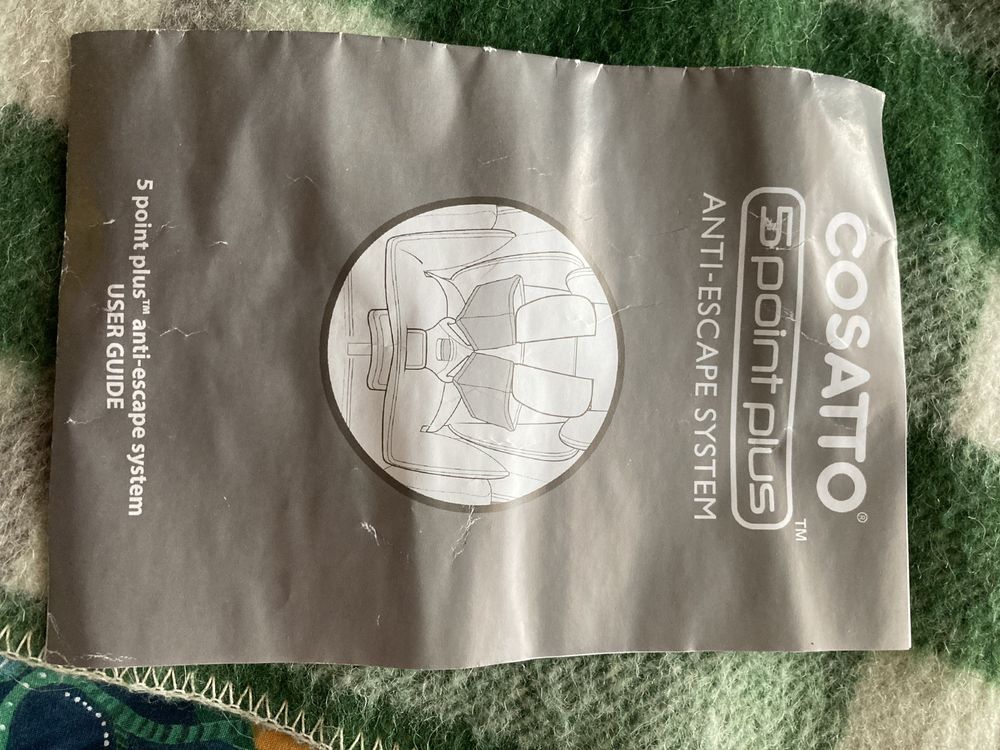 COSATTO®
5 point plus™
ANTI-ESCAPE SYSTEM
5 point plus™ anti-escape system
USER GUIDE